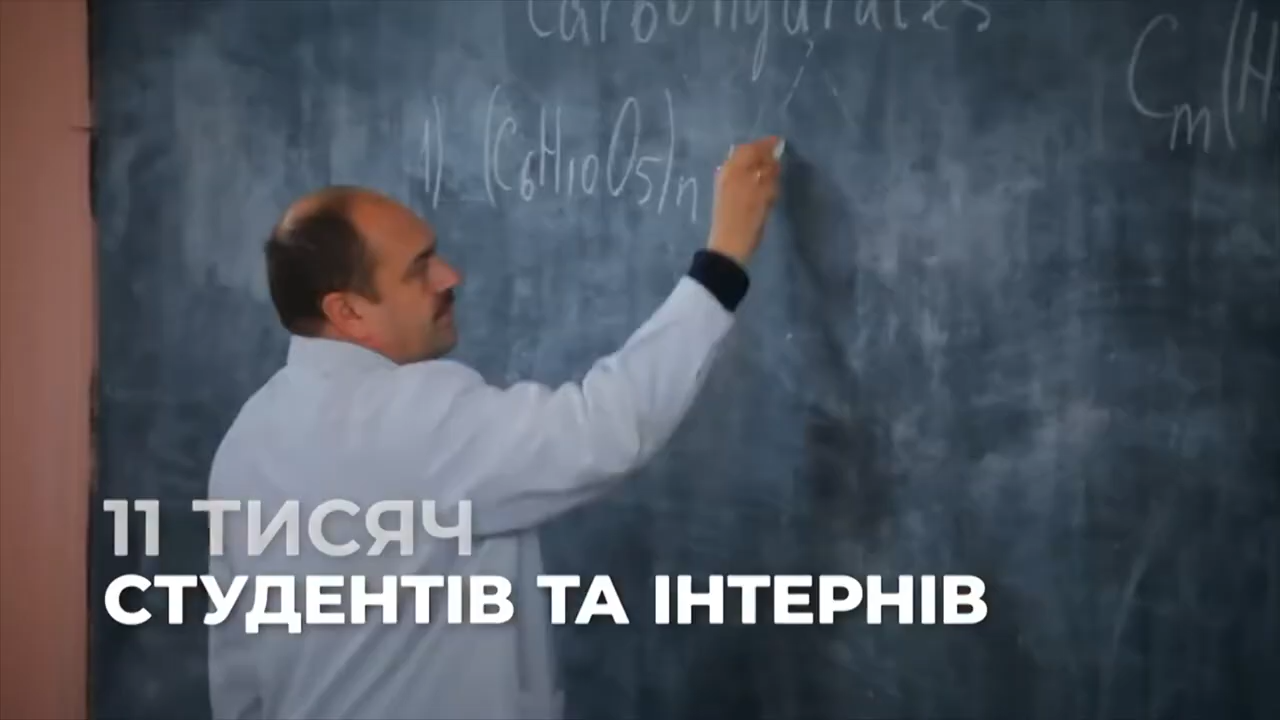 Carbohydrates
Cm(H
1) (C6H10O5)n
11 ТИСЯЧ
СТУДЕНТІВ ТА ІНТЕРНІВ